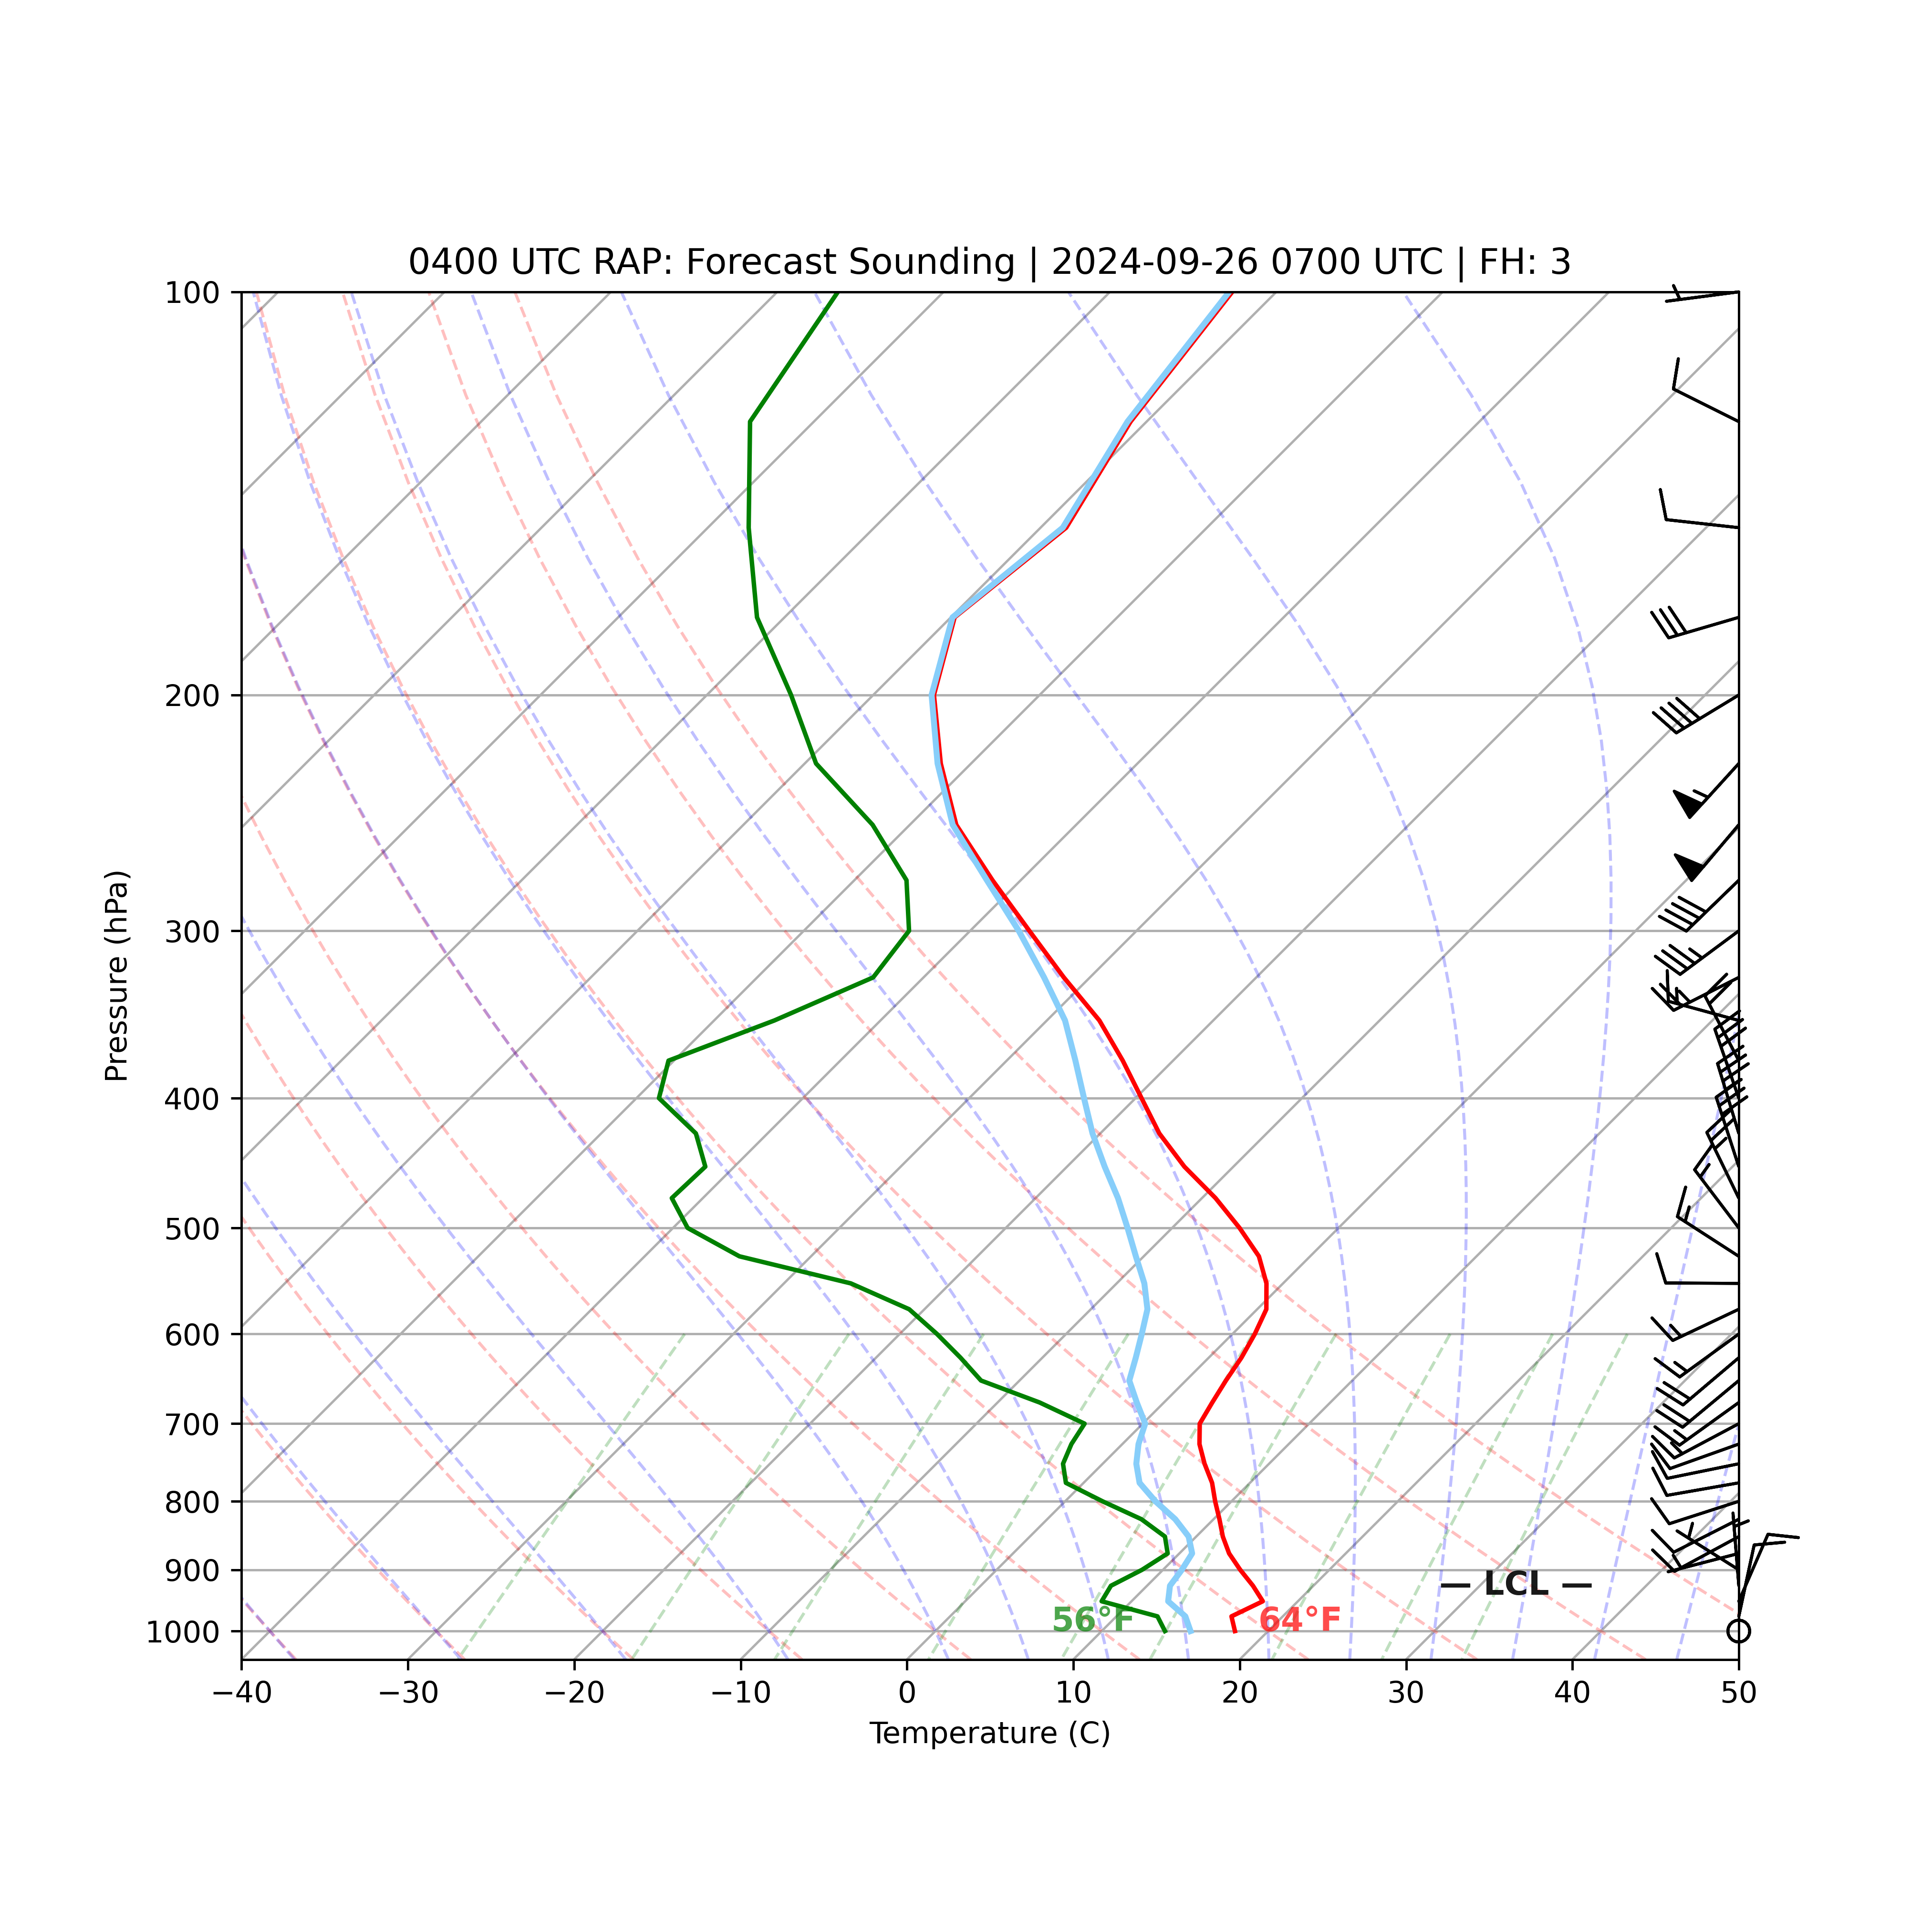 0400 UTC RAP: Forecast Sounding | 2024-09-26 0700 UTC | FH: 3
100
200
300
400
500
600
700
800
900
1000
Pressure (hPa)
— LCL —
56°F
64°F
−40 −30 −20 −10 0 10 20 30 40 50
Temperature (C)